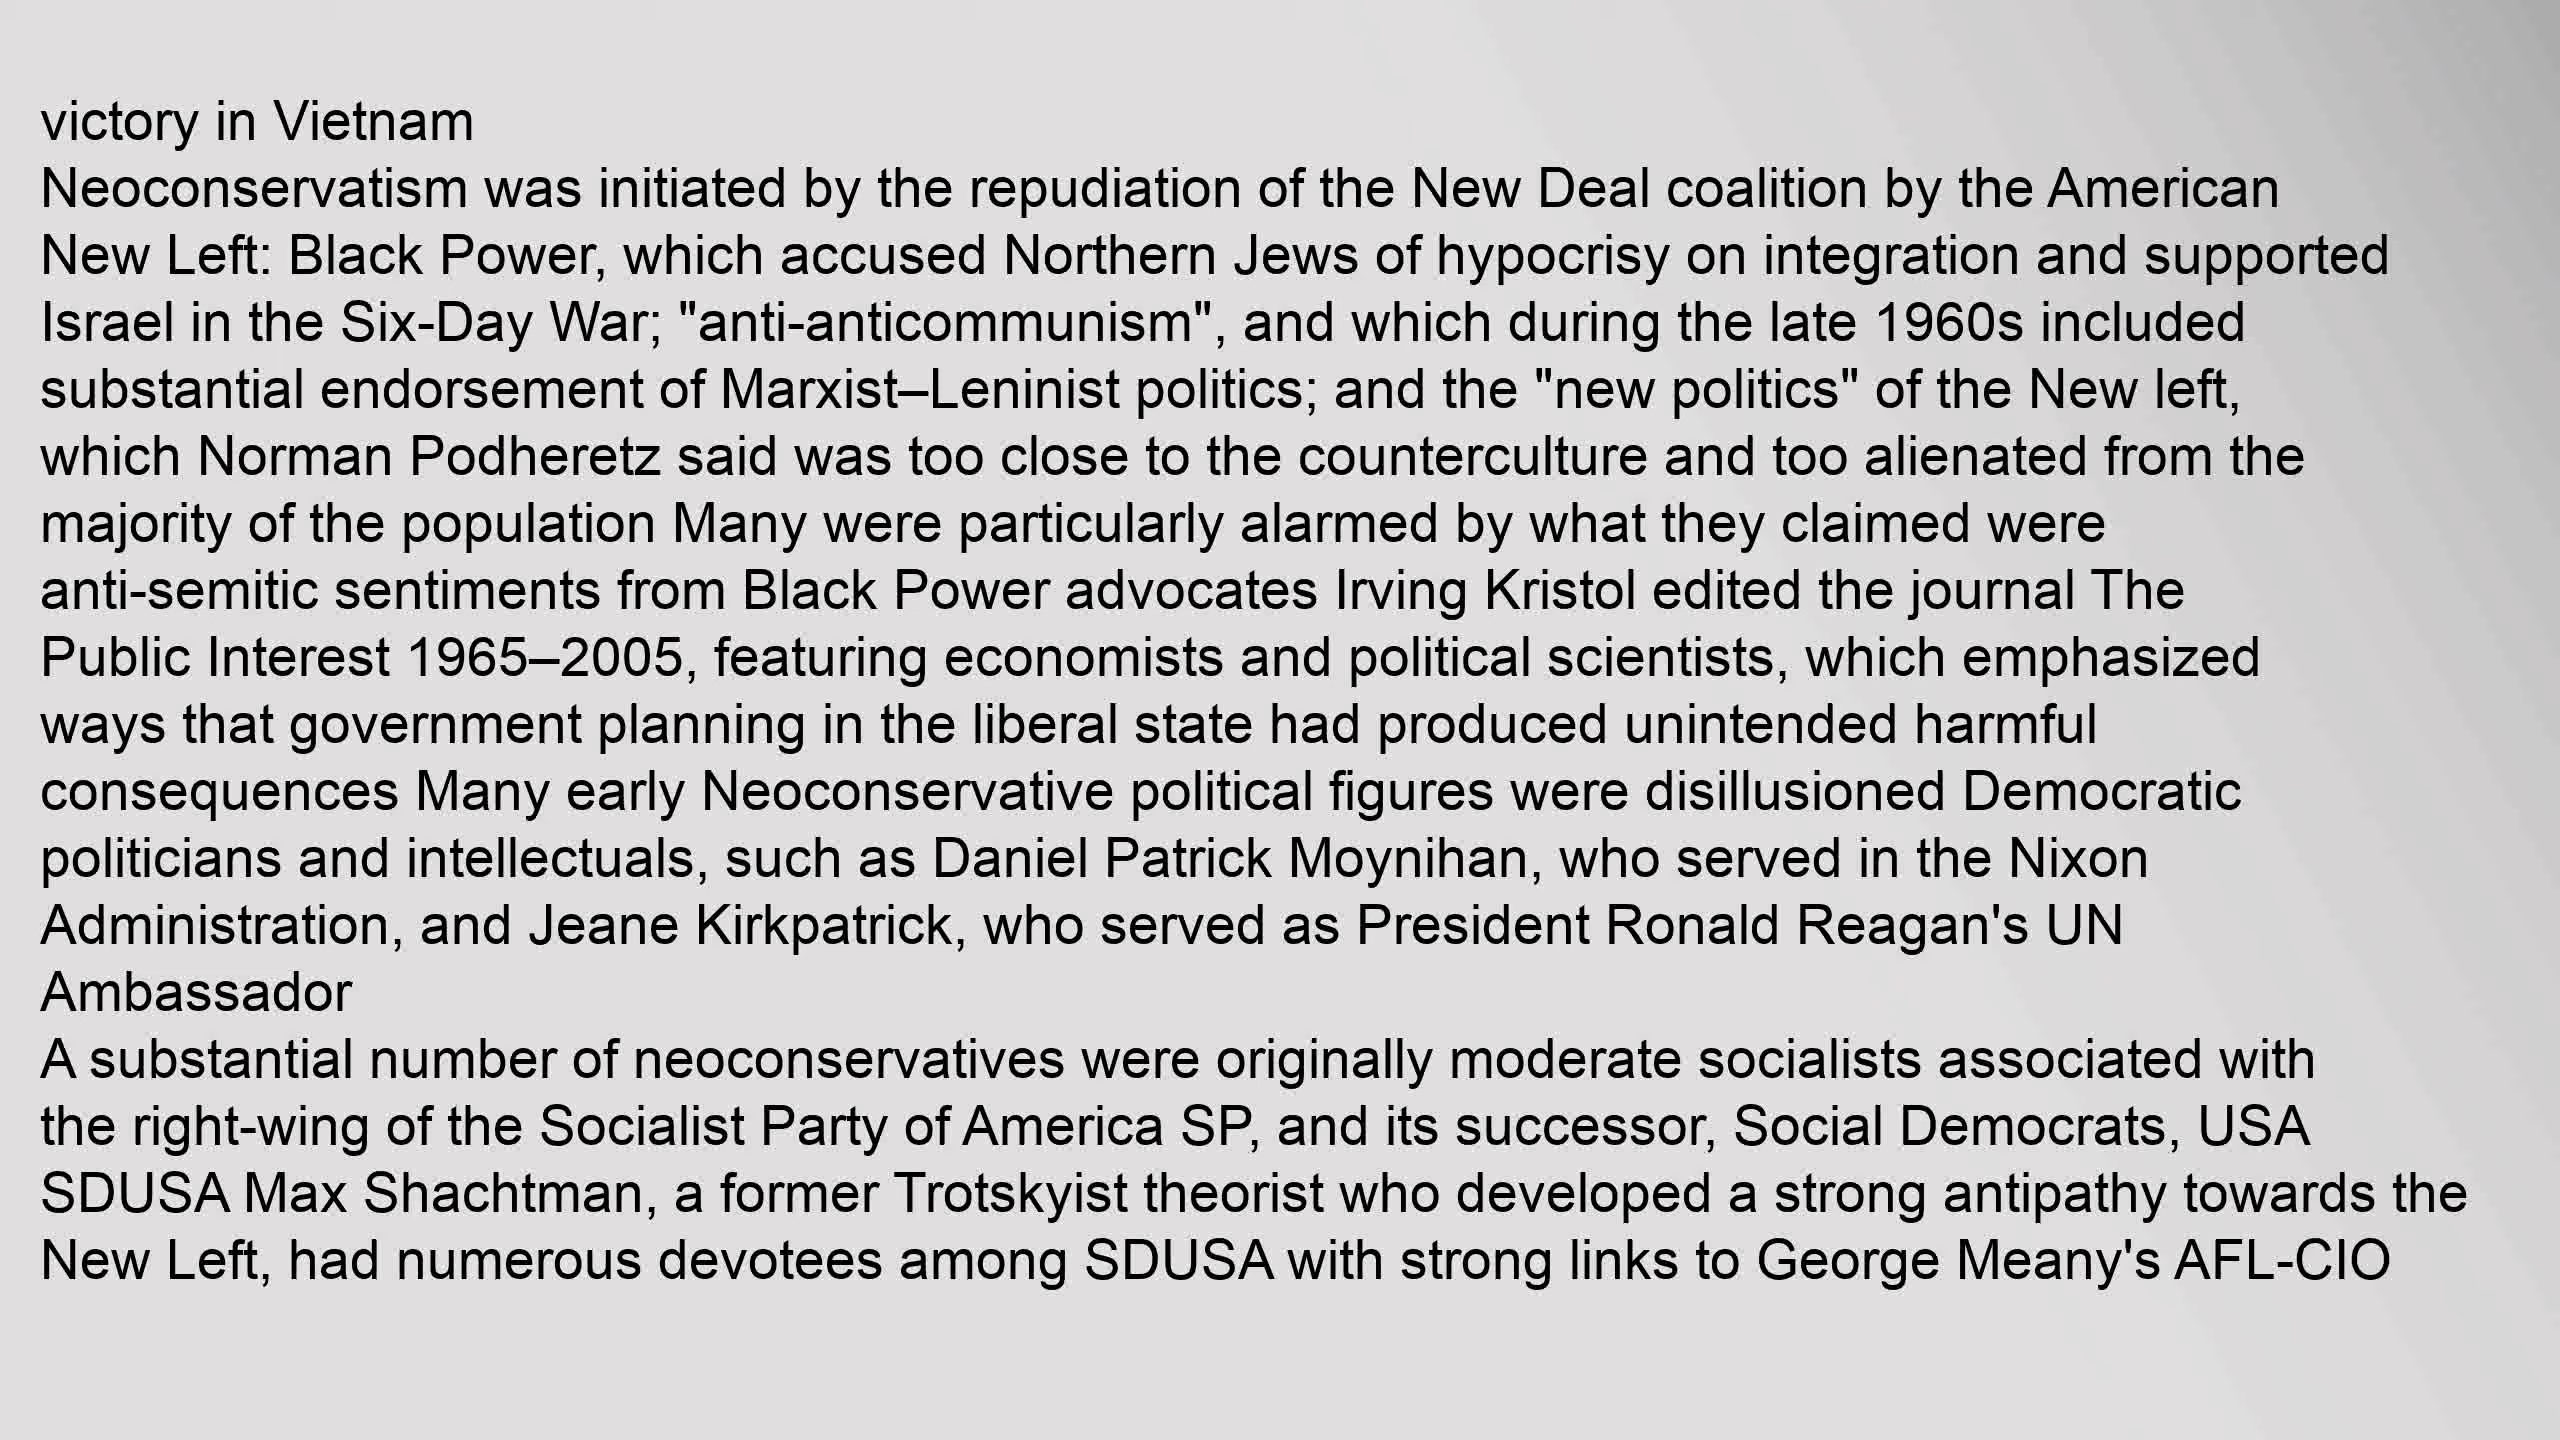 victory in Vietnam
Neoconservatism was initiated by the repudiation of the New Deal coalition by the American
New Left: Black Power, which accused Northern Jews of hypocrisy on integration and supported
Israel in the Six-Day War; "anti-anticommunism", and which during the late 1960s included
substantial endorsement of Marxist–Leninist politics; and the "new politics" of the New left,
which Norman Podheretz said was too close to the counterculture and too alienated from the
majority of the population Many were particularly alarmed by what they claimed were
anti-semitic sentiments from Black Power advocates Irving Kristol edited the journal The
Public Interest 1965–2005, featuring economists and political scientists, which emphasized
ways that government planning in the liberal state had produced unintended harmful
consequences Many early Neoconservative political figures were disillusioned Democratic
politicians and intellectuals, such as Daniel Patrick Moynihan, who served in the Nixon
Administration, and Jeane Kirkpatrick, who served as President Ronald Reagan's UN
Ambassador
A substantial number of neoconservatives were originally moderate socialists associated with
the right-wing of the Socialist Party of America SP, and its successor, Social Democrats, USA
SDUSA Max Shachtman, a former Trotskyist theorist who developed a strong antipathy towards the
New Left, had numerous devotees among SDUSA with strong links to George Meany's AFL-CIO